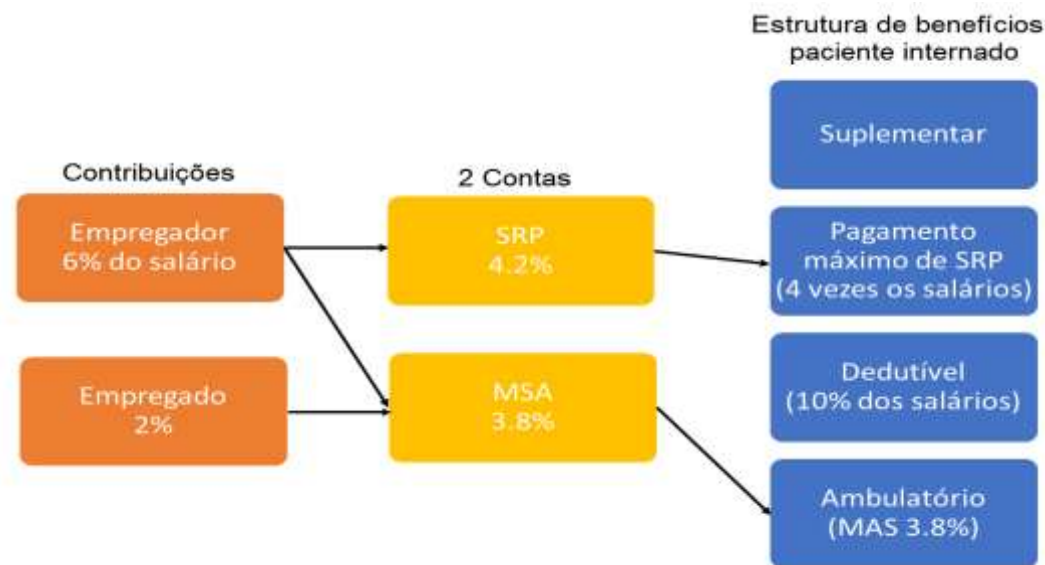 Contribuições
Empregador
6% do salário
Empregado
2%
2 Contas
SRP
4.2%
MSA
3.8%
Estrutura de benefícios
paciente internado
Suplementar
Pagamento
máximo de SRP
(4 vezes os salários)
Dedutível
(10% dos salários)
Ambulatório
(MAS 3.8%)